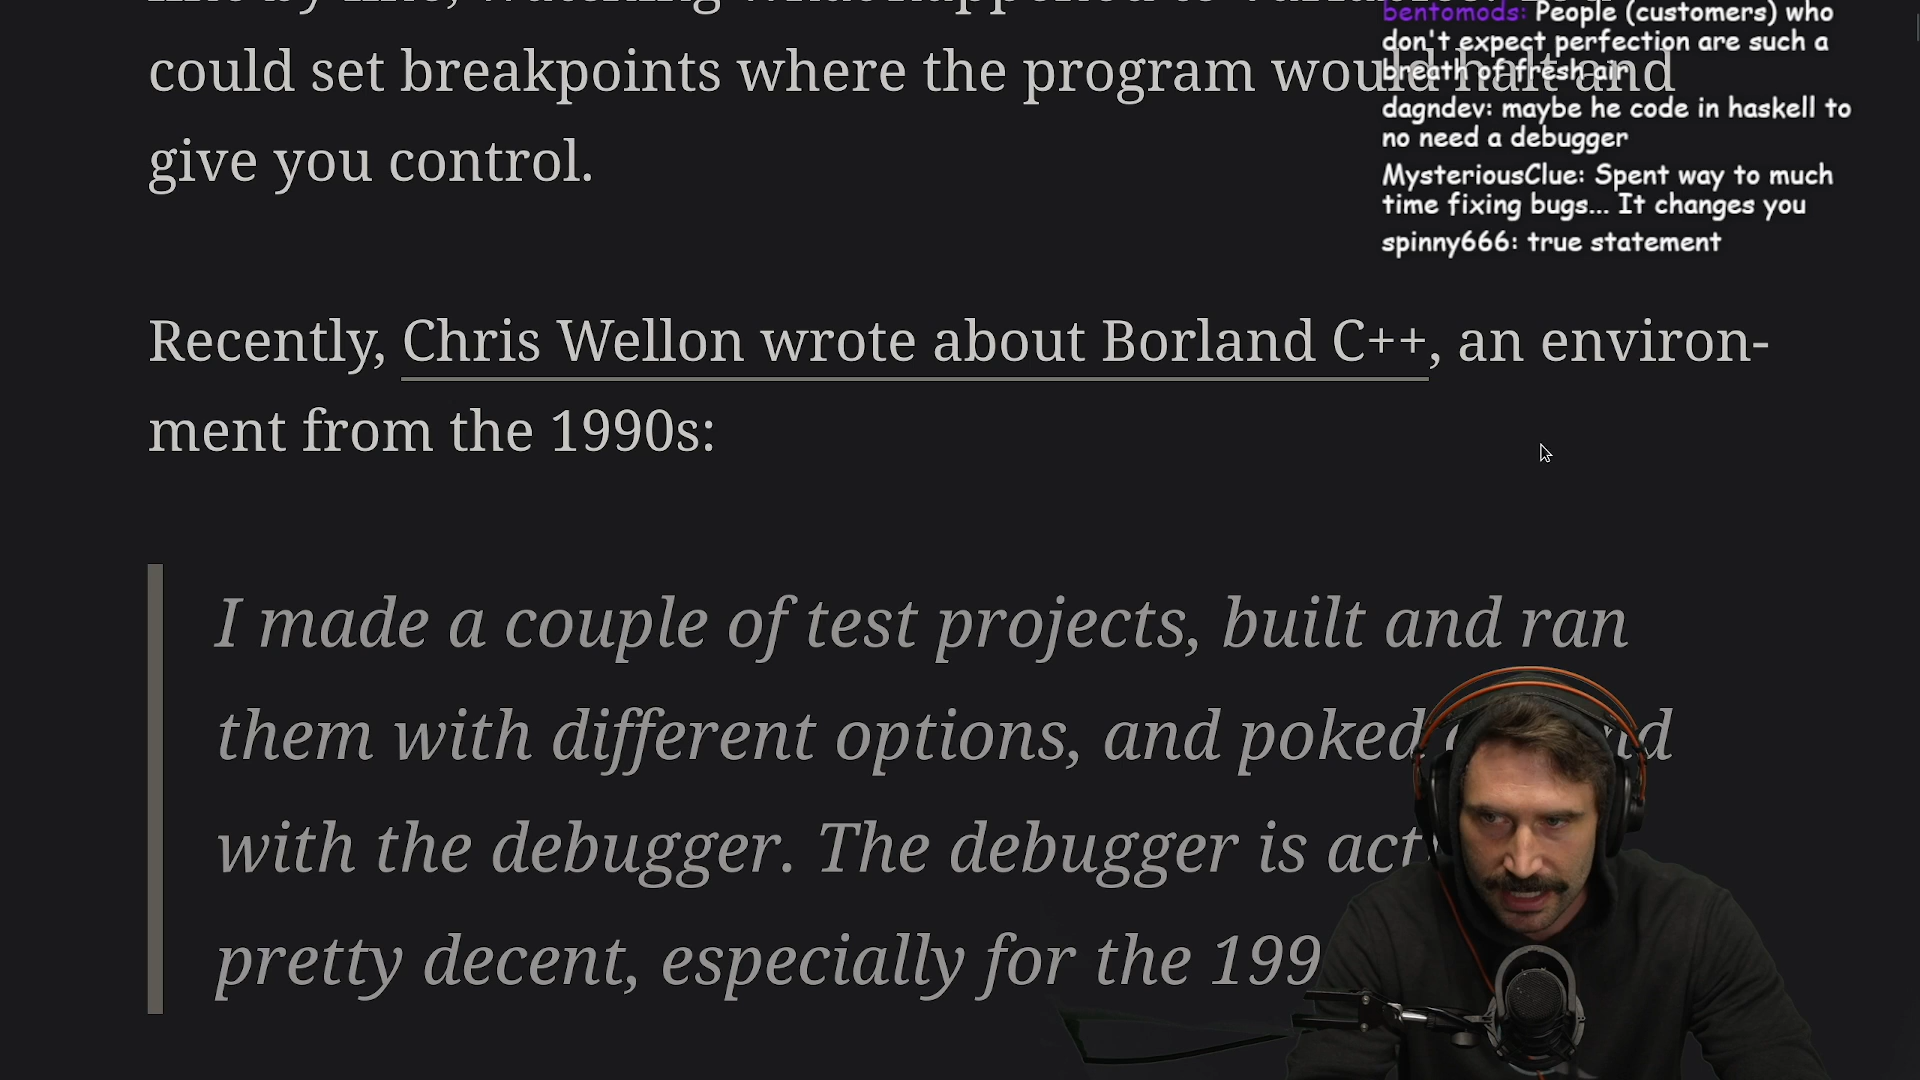 could set breakpoints where the program would halt and
give you control.
Recently, Chris Wellon wrote about Borland C++, an environ-
ment from the 1990s:
I made a couple of test projects, built and ran
them with different options, and poked
with the debugger. The debugger is
pretty decent, especially for the 199
bentomods: People (customers) who
don't expect perfection are such a
breath of fresh air
dagndev: maybe he code in haskell to
no need a debugger
MysteriousClue: Spent way to much
time fixing bugs... It changes you
spinny666: true statement